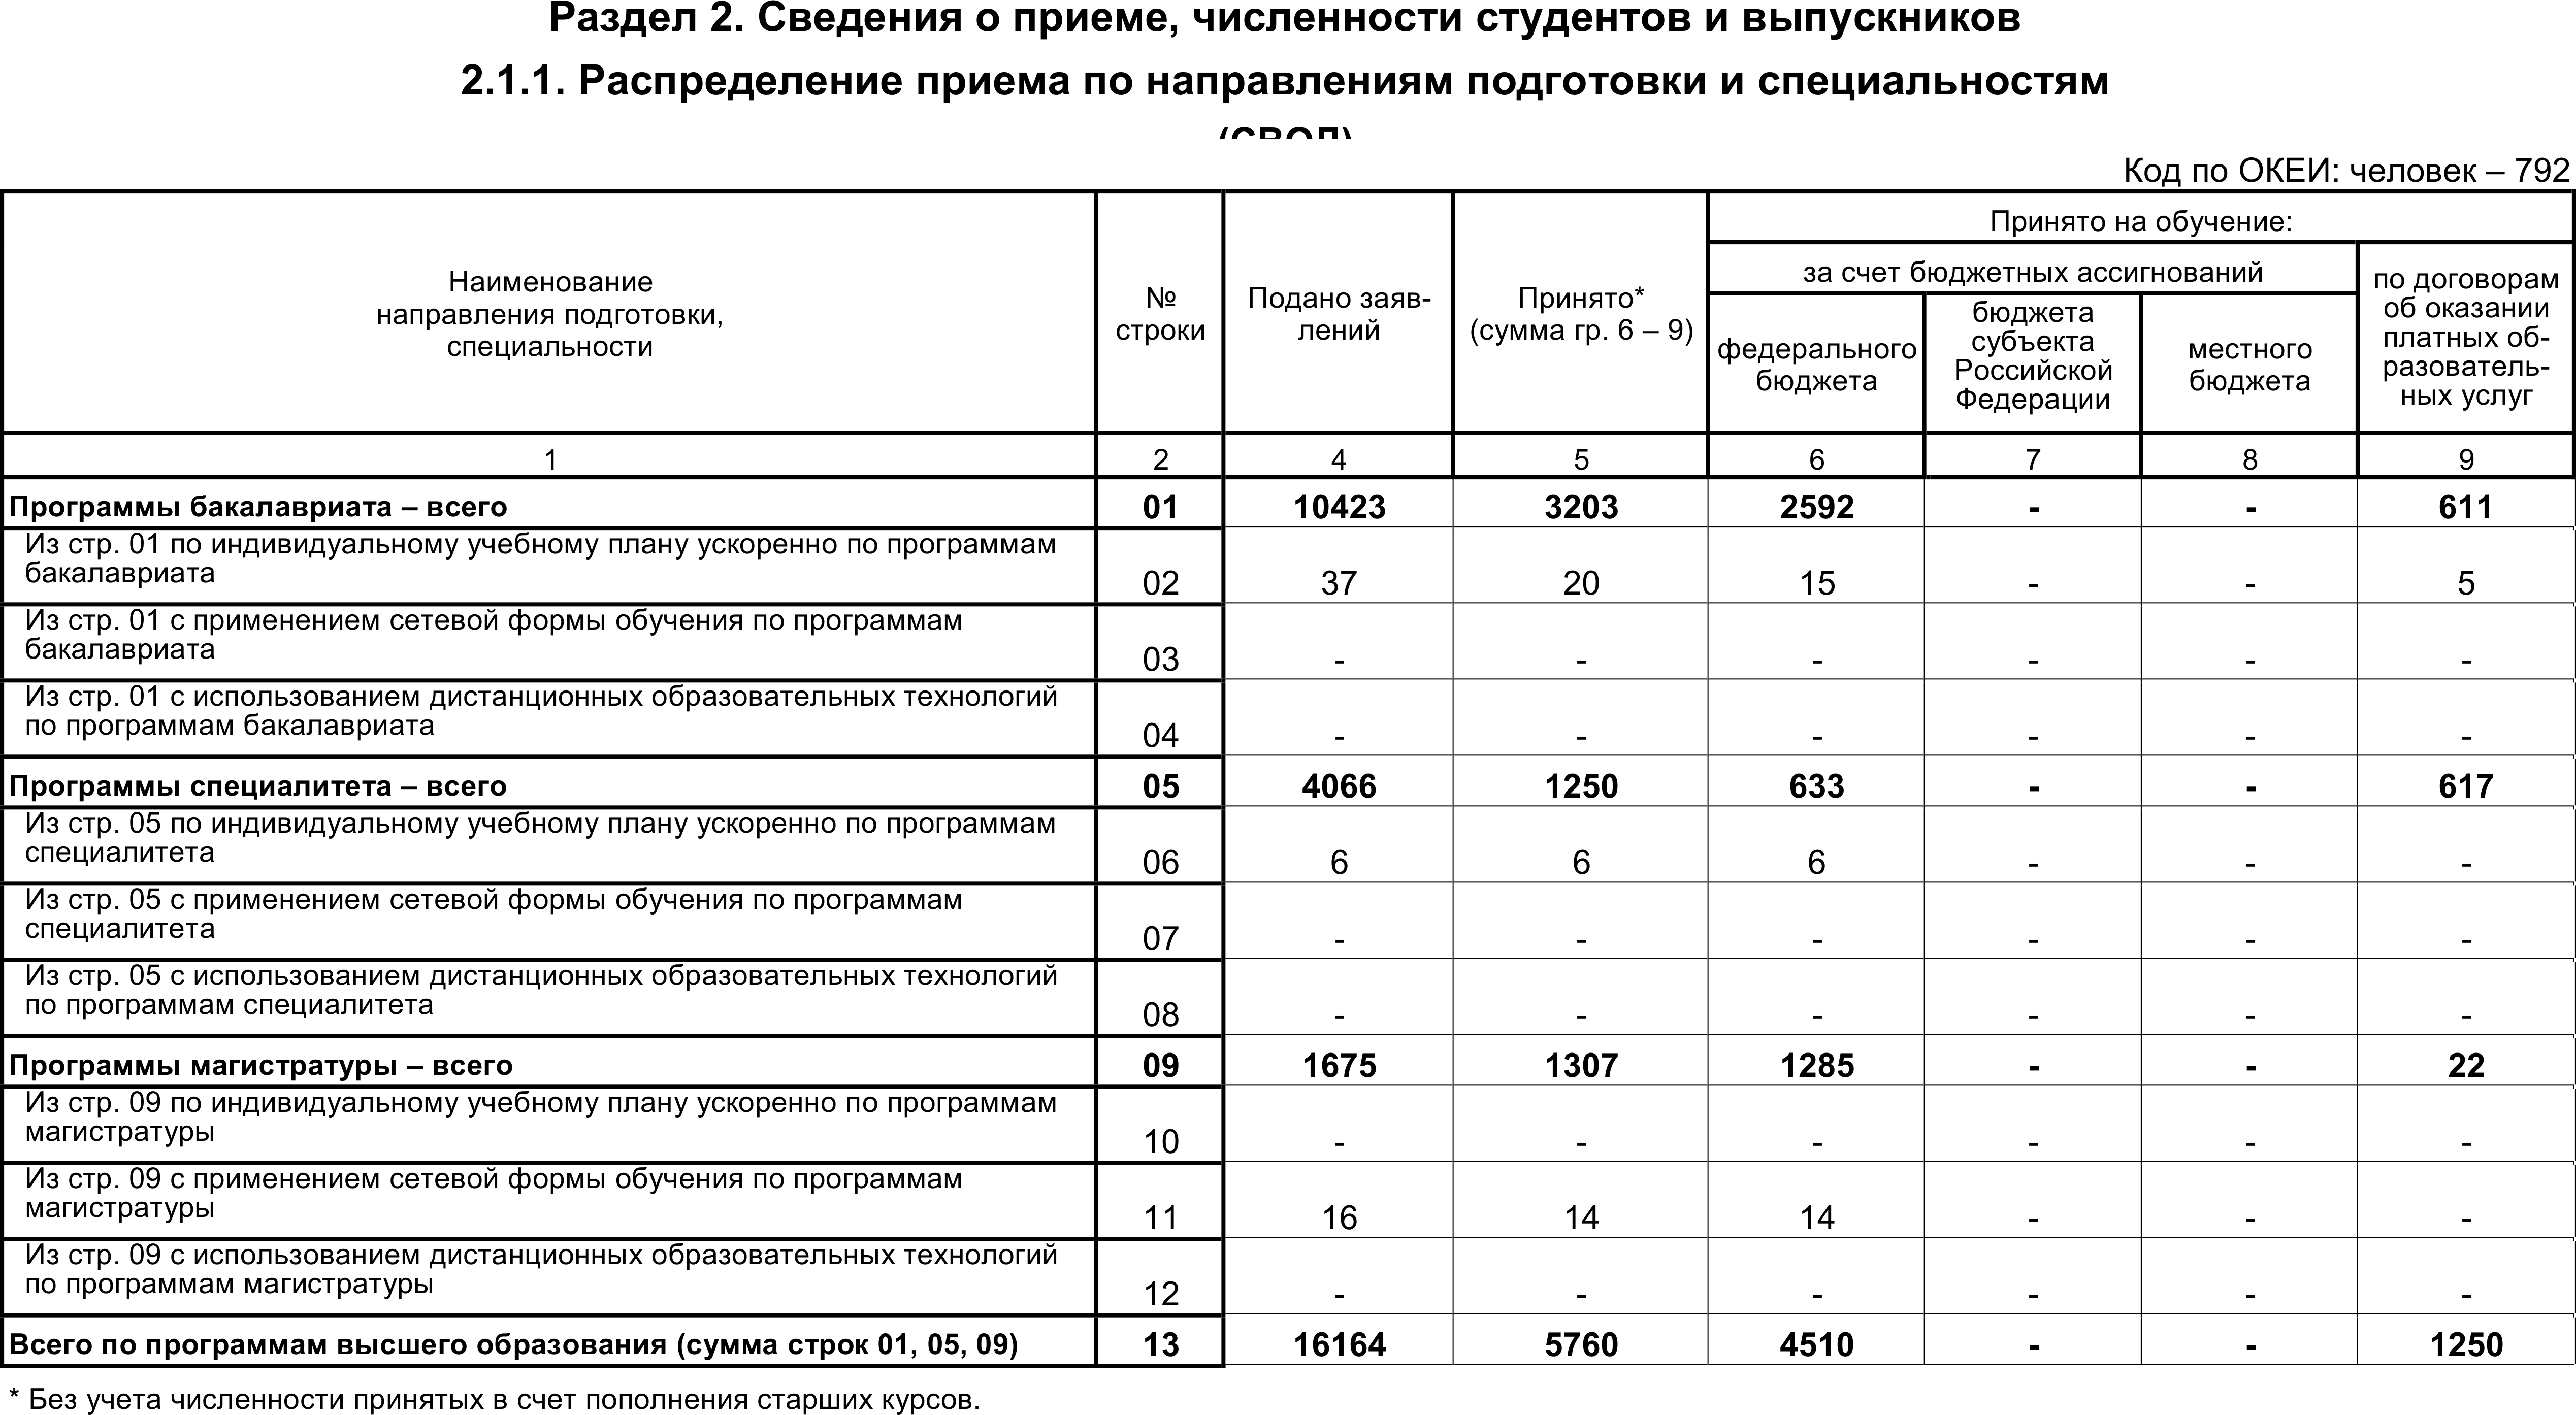 Раздел 2. Сведения о приеме, численности студентов и выпускников
2.1.1. Распределение приема по направлениям подготовки и специальностям
(СВОД)
Код по ОКЕИ: человек – 792
Наименование
направления подготовки,
специальности
№
строки
Подано заяв-
лений
Принято*
(сумма гр. 6 – 9)
Принято на обучение:
за счет бюджетных ассигнований
федерального
бюджета
бюджета
субъекта
Российской
Федерации
местного
бюджета
по договорам
об оказании
платных об-
разователь-
ных услуг
1 2 4 5 6 7 8 9
Программы бакалавриата – всего 01 10423 3203 2592 - - 611
Из стр. 01 по индивидуальному учебному плану ускоренно по программам
бакалавриата 02 37 20 15 - - 5
Из стр. 01 с применением сетевой формы обучения по программам
бакалавриата 03 - - - - - -
Из стр. 01 с использованием дистанционных образовательных технологий
по программам бакалавриата 04 - - - - - -
Программы специалитета – всего 05 4066 1250 633 - - 617
Из стр. 05 по индивидуальному учебному плану ускоренно по программам
специалитета 06 6 6 6 - - -
Из стр. 05 с применением сетевой формы обучения по программам
специалитета 07 - - - - - -
Из стр. 05 с использованием дистанционных образовательных технологий
по программам специалитета 08 - - - - - -
Программы магистратуры – всего 09 1675 1307 1285 - - 22
Из стр. 09 по индивидуальному учебному плану ускоренно по программам
магистратуры 10 - - - - - -
Из стр. 09 с применением сетевой формы обучения по программам
магистратуры 11 16 14 14 - - -
Из стр. 09 с использованием дистанционных образовательных технологий
по программам магистратуры 12 - - - - - -
Всего по программам высшего образования (сумма строк 01, 05, 09) 13 16164 5760 4510 - - 1250
* Без учета численности принятых в счет пополнения старших курсов.